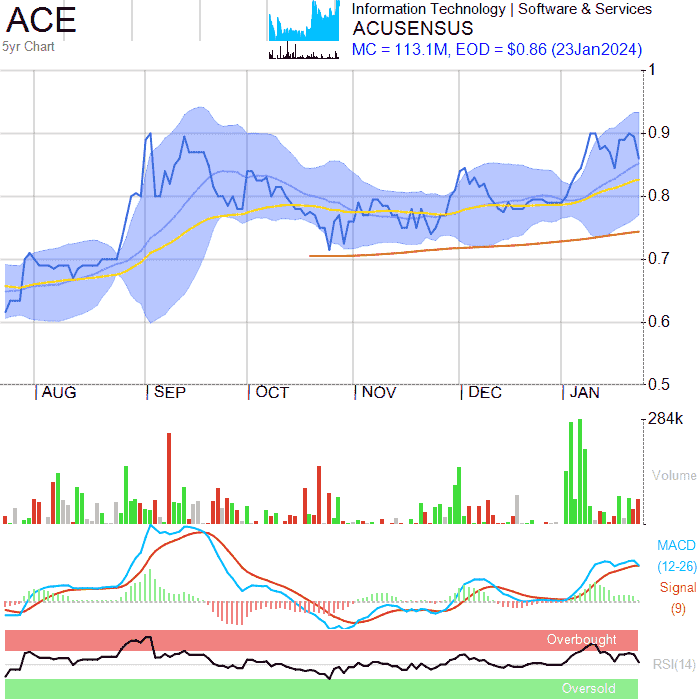 ACE
5yr Chart
Information Technology | Software & Services
ACUSENSUS
MC = 113.1M, EOD = $0.86 (23Jan2024)
1
0.9
0.8
0.7
0.6
0.5
AUG SEP OCT NOV DEC JAN
284k
Volume
MACD
(12-26)
Signal
(9)
Overbought
RSI(14)
Oversold